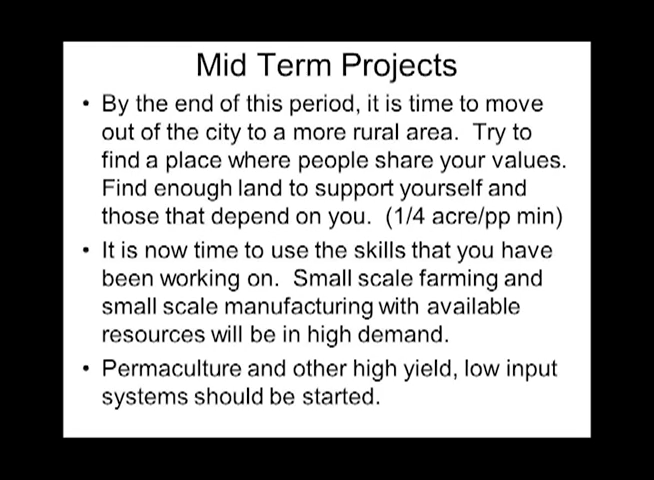 Mid Term Projects
• By the end of this period, it is time to move
out of the city to a more rural area.  Try to
find a place where people share your values.
Find enough land to support yourself and
those that depend on you.  (1/4 acre/pp min)
• It is now time to use the skills that you have
been working on.  Small scale farming and
small scale manufacturing with available
resources will be in high demand.
• Permaculture and other high yield, low input
systems should be started.